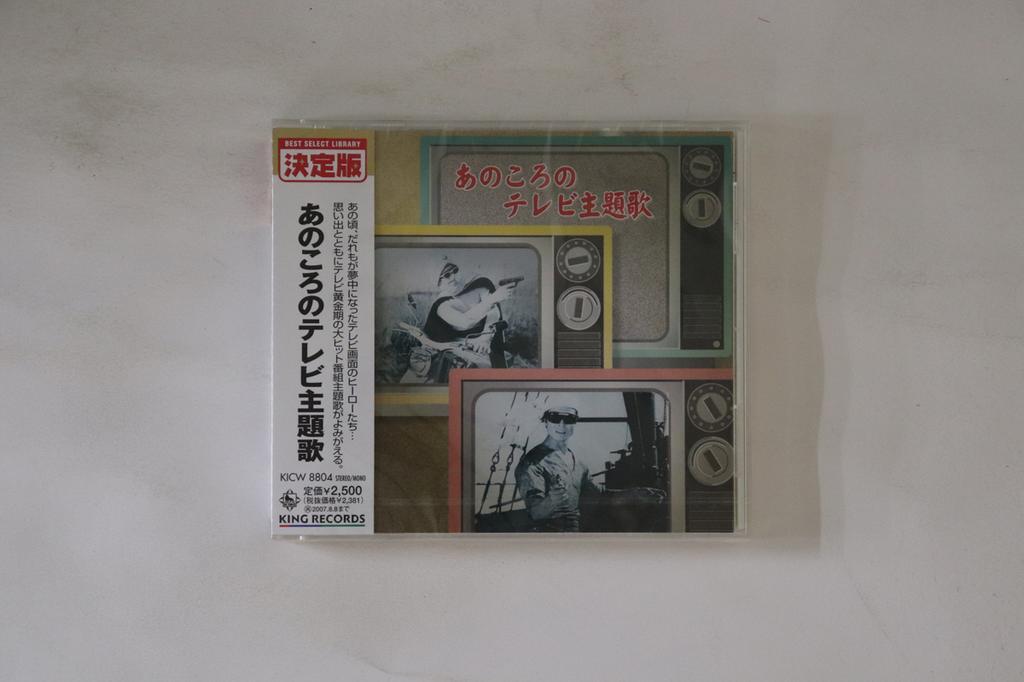 BEST SELECT LIBRARY
決定版
あのころのテレビ主題歌
あの頃、だれもが夢中になったテレビ画面のヒーローたち…
思い出とともにテレビ黄金期の大ヒット番組主題歌がよみがえる。
KICW 8804 STEREO/MONO
定価¥2,500
(税抜価格¥2,381)
2007.8.8まで
KING RECORDS
あのころの
テレビ主題歌